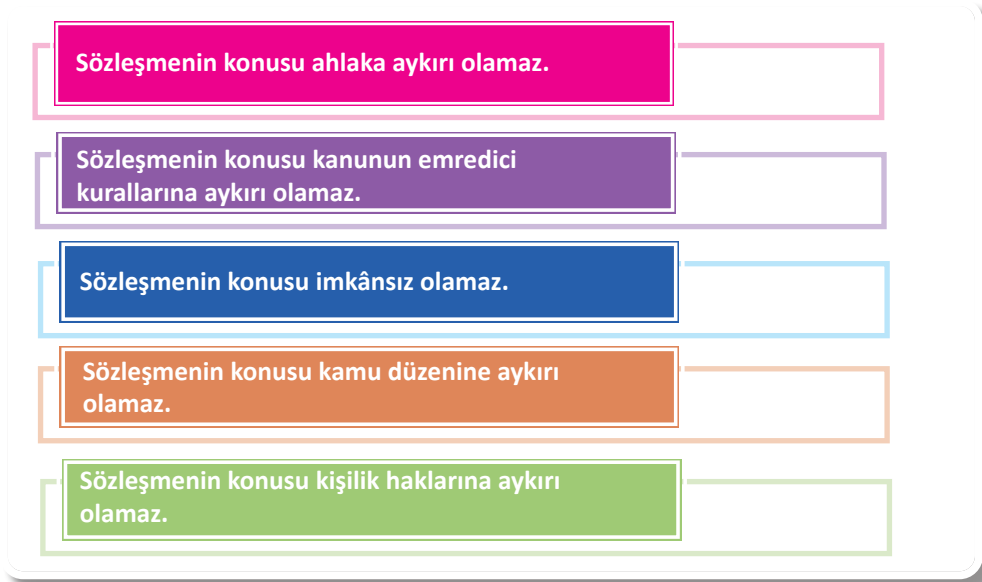 Sözleşmenin konusu ahlaka aykırı olamaz.
Sözleşmenin konusu kanunun emredici
kurallarına aykırı olamaz.
Sözleşmenin konusu imkânsız olamaz.
Sözleşmenin konusu kamu düzenine aykırı
olamaz.
Sözleşmenin konusu kişilik haklarına aykırı
olamaz.